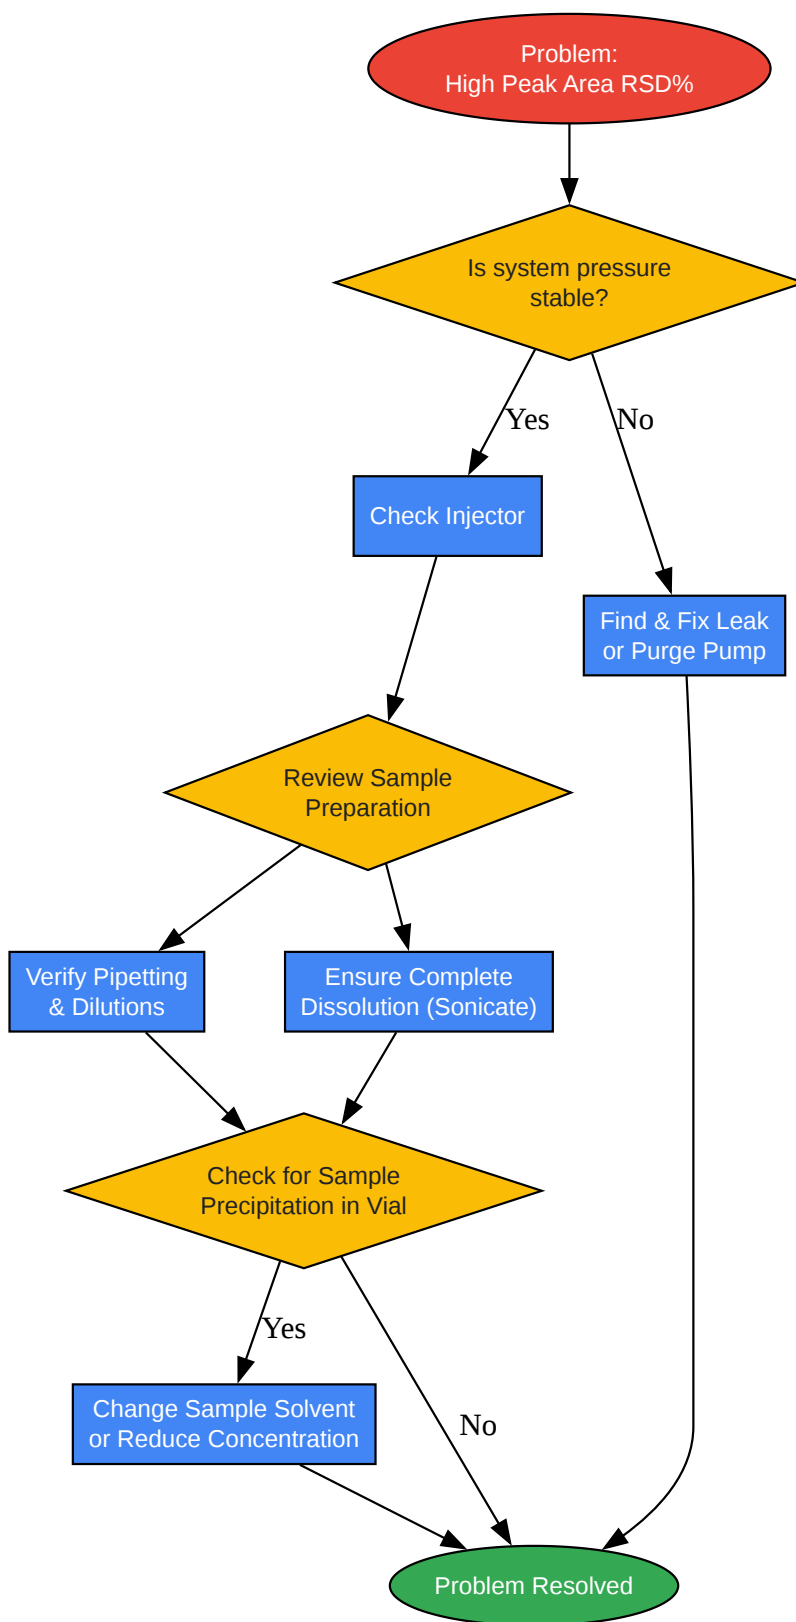 Problem:
High Peak Area RSD%
Is system pressure
stable?
Yes
No
Check Injector
Find & Fix Leak
or Purge Pump
Review Sample
Preparation
Verify Pipetting
& Dilutions
Ensure Complete
Dissolution (Sonicate)
Check for Sample
Precipitation in Vial
Yes
Change Sample Solvent
or Reduce Concentration
No
Problem Resolved